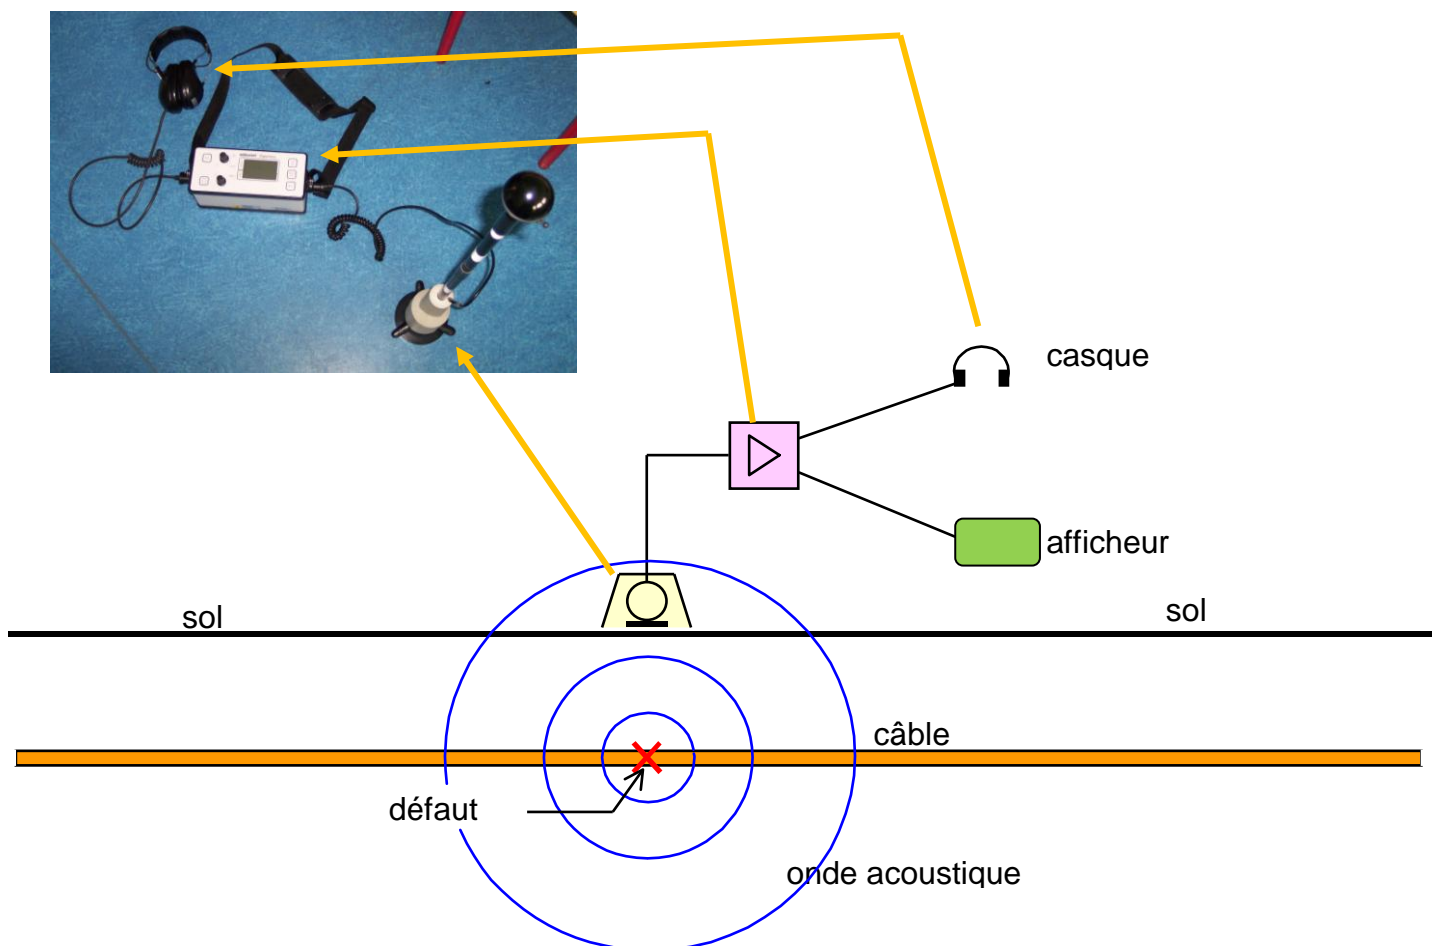 casque
afficheur
sol
sol
câble
défaut
onde acoustique